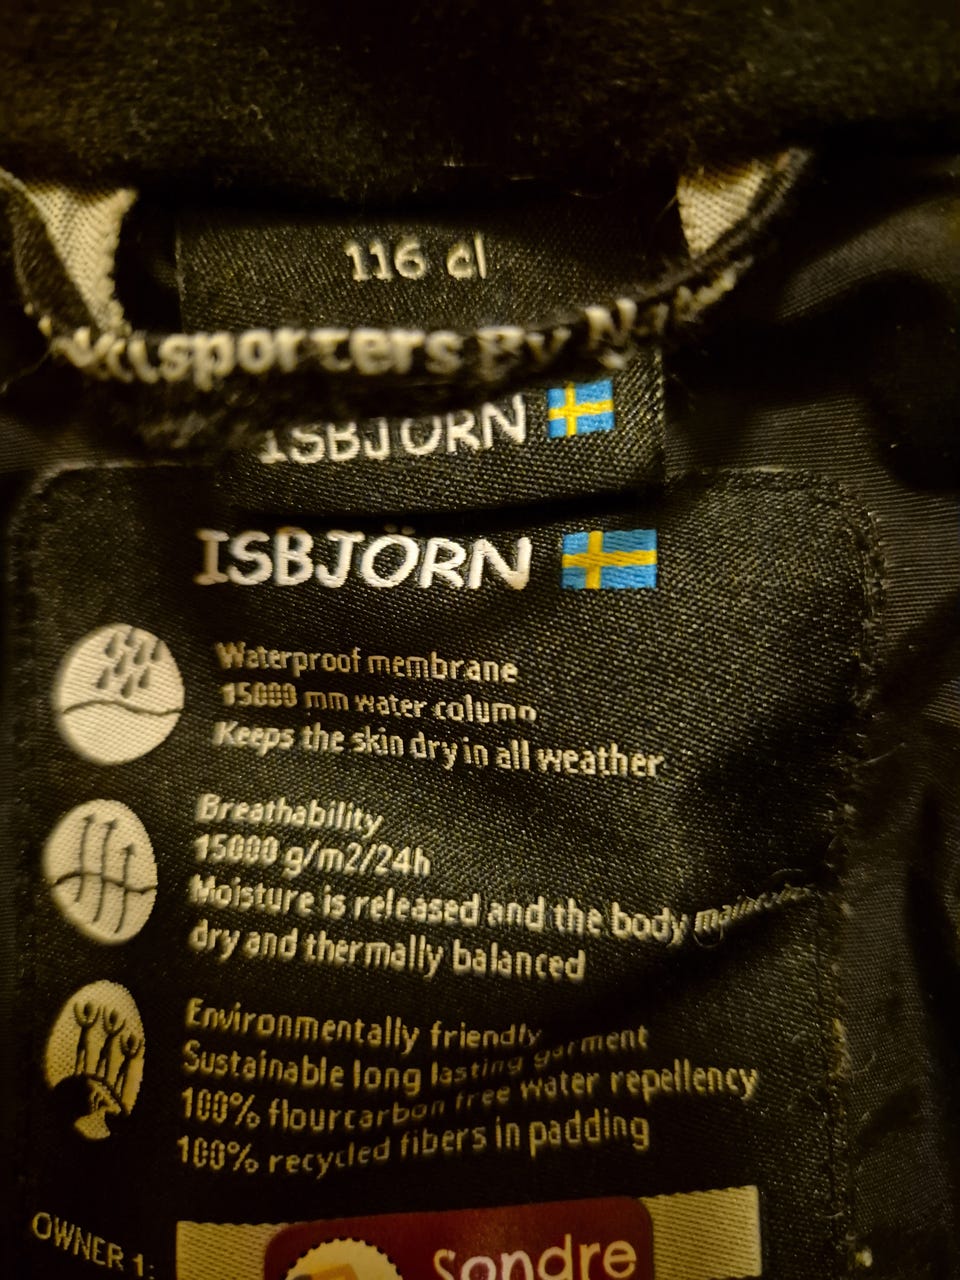 116 cl
sporters By
ISBJÖRN
ISBJÖRN
Waterproof membrane
15000 mm water column
Keeps the skin dry in all weather
Breathability
15000 g/m2/24h
Moisture is released and the body
dry and thermally balanced
Environmentally friendly
Sustainable long lasting garment
100% flourcarbon free water repellency
100% recycled fibers in padding
OWNER 1:
sondre